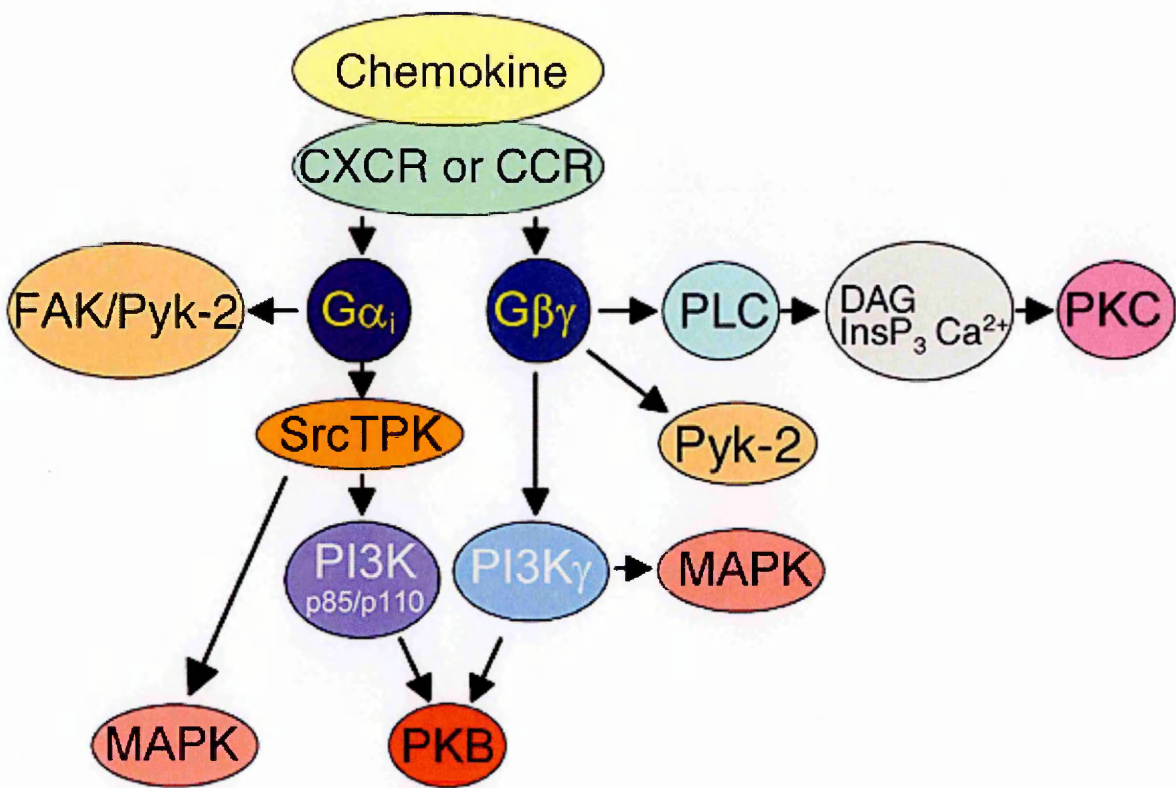 Chemokine
CXCR or CCR
FAK/Pyk-2
Gαᵢ
Gβγ
PLC
DAG
InsP₃ Ca²⁺
PKC
SrcTPK
Pyk-2
PI3K
p85/p110
PI3Kγ
MAPK
MAPK
PKB